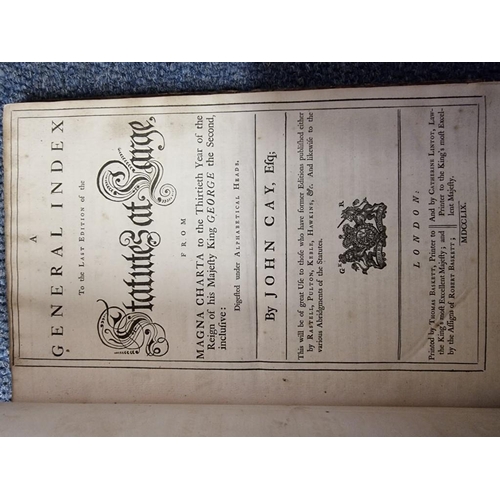 A
GENERAL INDEX
To the LAST EDITION of the
Statutes at Large,
FROM
MAGNA CHARTA to the Thirtieth Year of the
Reign of his Majesty King GEORGE the Second,
inclusive:
Digested under ALPHABETICAL HEADS.
By JOHN CAY, Esq;
This will be of great Use to those who have former Editions published either
by RASTELL, PULTON, KEBLE, HAWKINS, &c. And likewise to the
various Abridgments of the Statutes.
G R
LONDON;
Printed by THOMAS BASKETT, Printer to
the King's most Excellent Majesty; and
by the Assigns of ROBERT BASKETT;
And by CATHERINE LINTOT, Law-
Printer to the King's most Excel-
lent Majesty,
MDCCLIX.